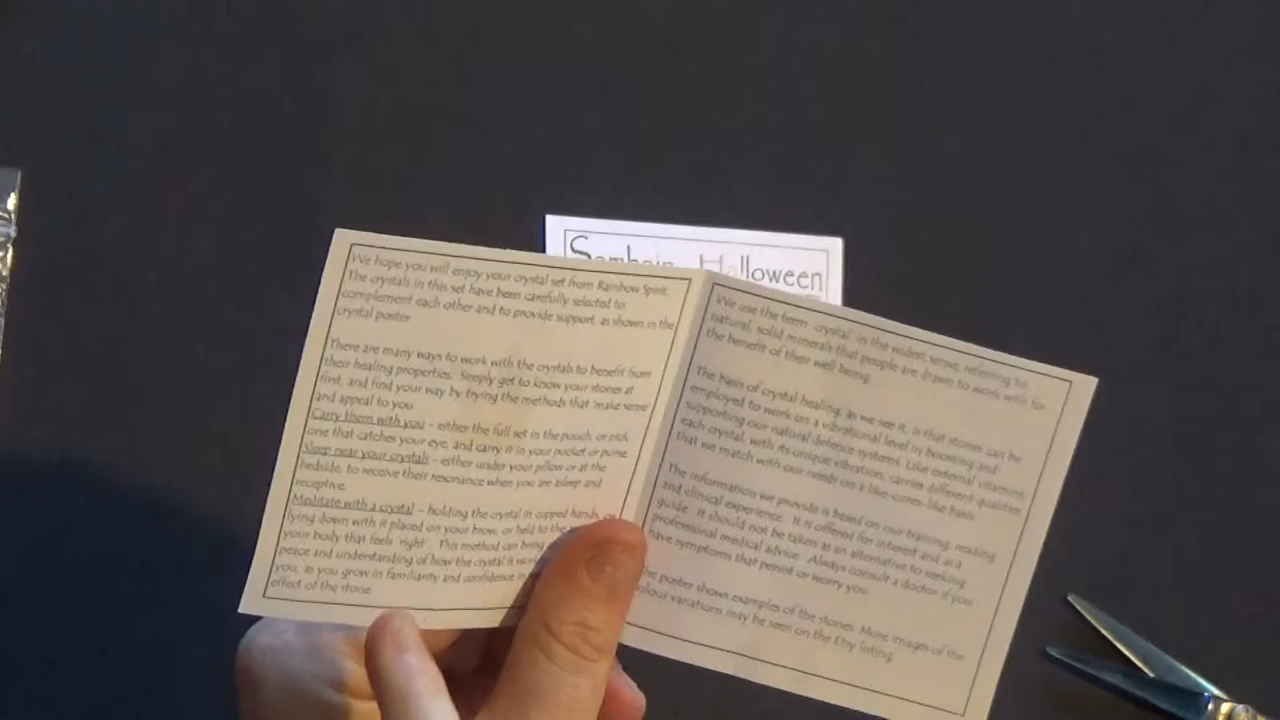 Samhain Halloween
We hope you will enjoy your crystal set from Rainbow Spirit.
The crystals in this set have been carefully selected to
complement each other and to provide support, as shown in the
crystal poster.
There are many ways to work with the crystals to benefit from
their healing properties. Simply get to know your stones at
first, and find your way by trying the methods that 'make sense'
and appeal to you.
Carry them with you – either the full set in the pouch, or pick
one that catches your eye, and carry it in your pocket or purse.
Sleep near your crystals – either under your pillow or at the
bedside, to receive their resonance when you are asleep and
receptive.
Meditate with a crystal – holding the crystal in cupped hands, or
lying down with it placed on your brow, or held to the
your body that feels 'right'. This method can bring
peace and understanding of how the crystal is
you, as you grow in familiarity and confidence in
effect of the stone.
We use the term 'crystal' in the widest sense, referring to
natural, solid minerals that people are drawn to work with for
the benefit of their well being.
The basis of crystal healing, as we see it, is that stones can be
employed to work on a vibrational level in boosting and
supporting our natural defence systems. Like external vitamins,
each crystal, with its unique vibration, carries different qualities
that we match with our needs on a like-cures-like basis.
The information we provide is based on our training, reading
and clinical experience. It is offered for interest and as a
guide. It should not be taken as an alternative to seeking
professional medical advice. Always consult a doctor if you
have symptoms that persist or worry you.
The poster shows examples of the stones. More images of the
colour variations may be seen on the Etsy listing.